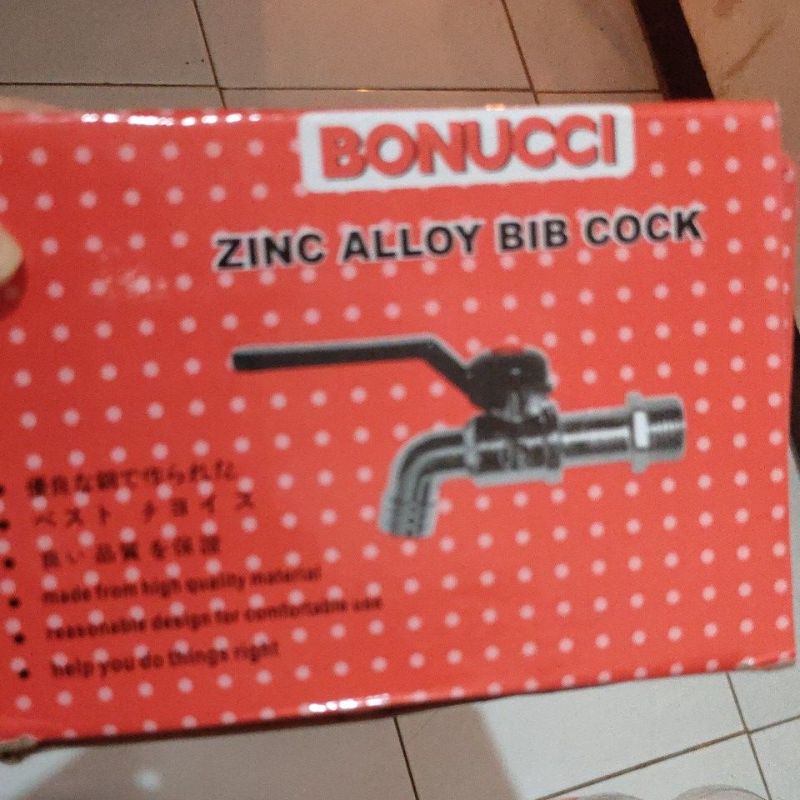 BONUCCI
ZINC ALLOY BIB COCK
優良な鋼で作られた
ベスト チョイス
良い品質を保証
made from high quality material
reasonable design for comfortable use
help you do things right